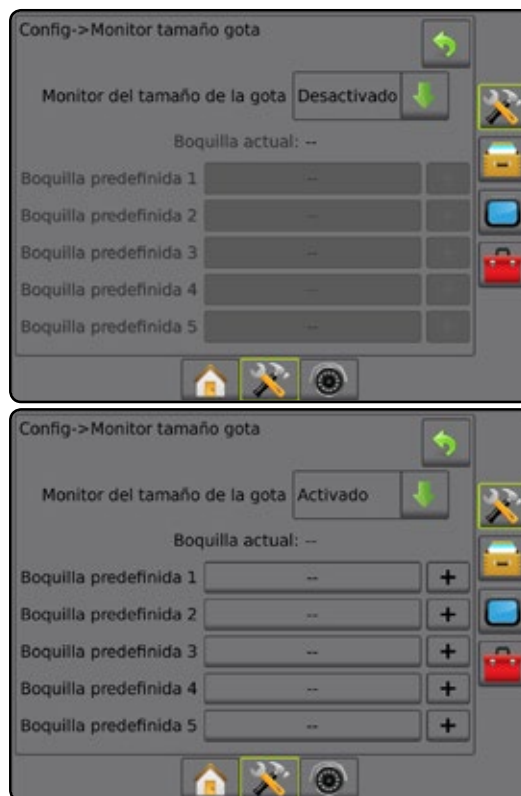 Config->Monitor tamaño gota
Monitor del tamaño de la gota Desactivado
Boquilla actual: --
Boquilla predefinida 1 --
Boquilla predefinida 2 --
Boquilla predefinida 3 --
Boquilla predefinida 4 --
Boquilla predefinida 5 --
Config->Monitor tamaño gota
Monitor del tamaño de la gota Activado
Boquilla actual: --
Boquilla predefinida 1 -- +
Boquilla predefinida 2 -- +
Boquilla predefinida 3 -- +
Boquilla predefinida 4 -- +
Boquilla predefinida 5 -- +